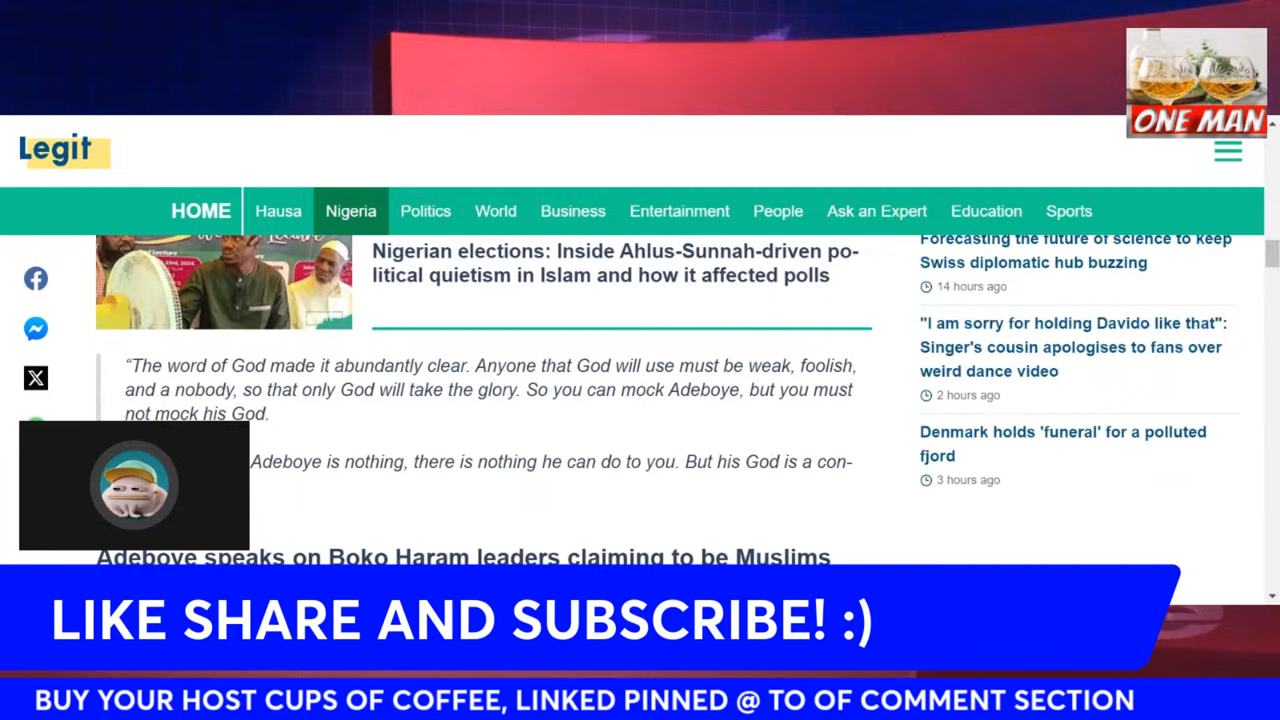 ONE MAN
Legit
HOME Hausa Nigeria Politics World Business Entertainment People Ask an Expert Education Sports
Nigerian elections: Inside Ahlus-Sunnah-driven po-
litical quietism in Islam and how it affected polls
“The word of God made it abundantly clear. Anyone that God will use must be weak, foolish,
and a nobody, so that only God will take the glory. So you can mock Adeboye, but you must
not mock his God.
Adeboye is nothing, there is nothing he can do to you. But his God is a con-
Adeboye speaks on Boko Haram leaders claiming to be Muslims
Forecasting the future of science to keep
Swiss diplomatic hub buzzing
14 hours ago
"I am sorry for holding Davido like that":
Singer's cousin apologises to fans over
weird dance video
2 hours ago
Denmark holds 'funeral' for a polluted
fjord
3 hours ago
LIKE SHARE AND SUBSCRIBE! :)
BUY YOUR HOST CUPS OF COFFEE, LINKED PINNED @ TO OF COMMENT SECTION